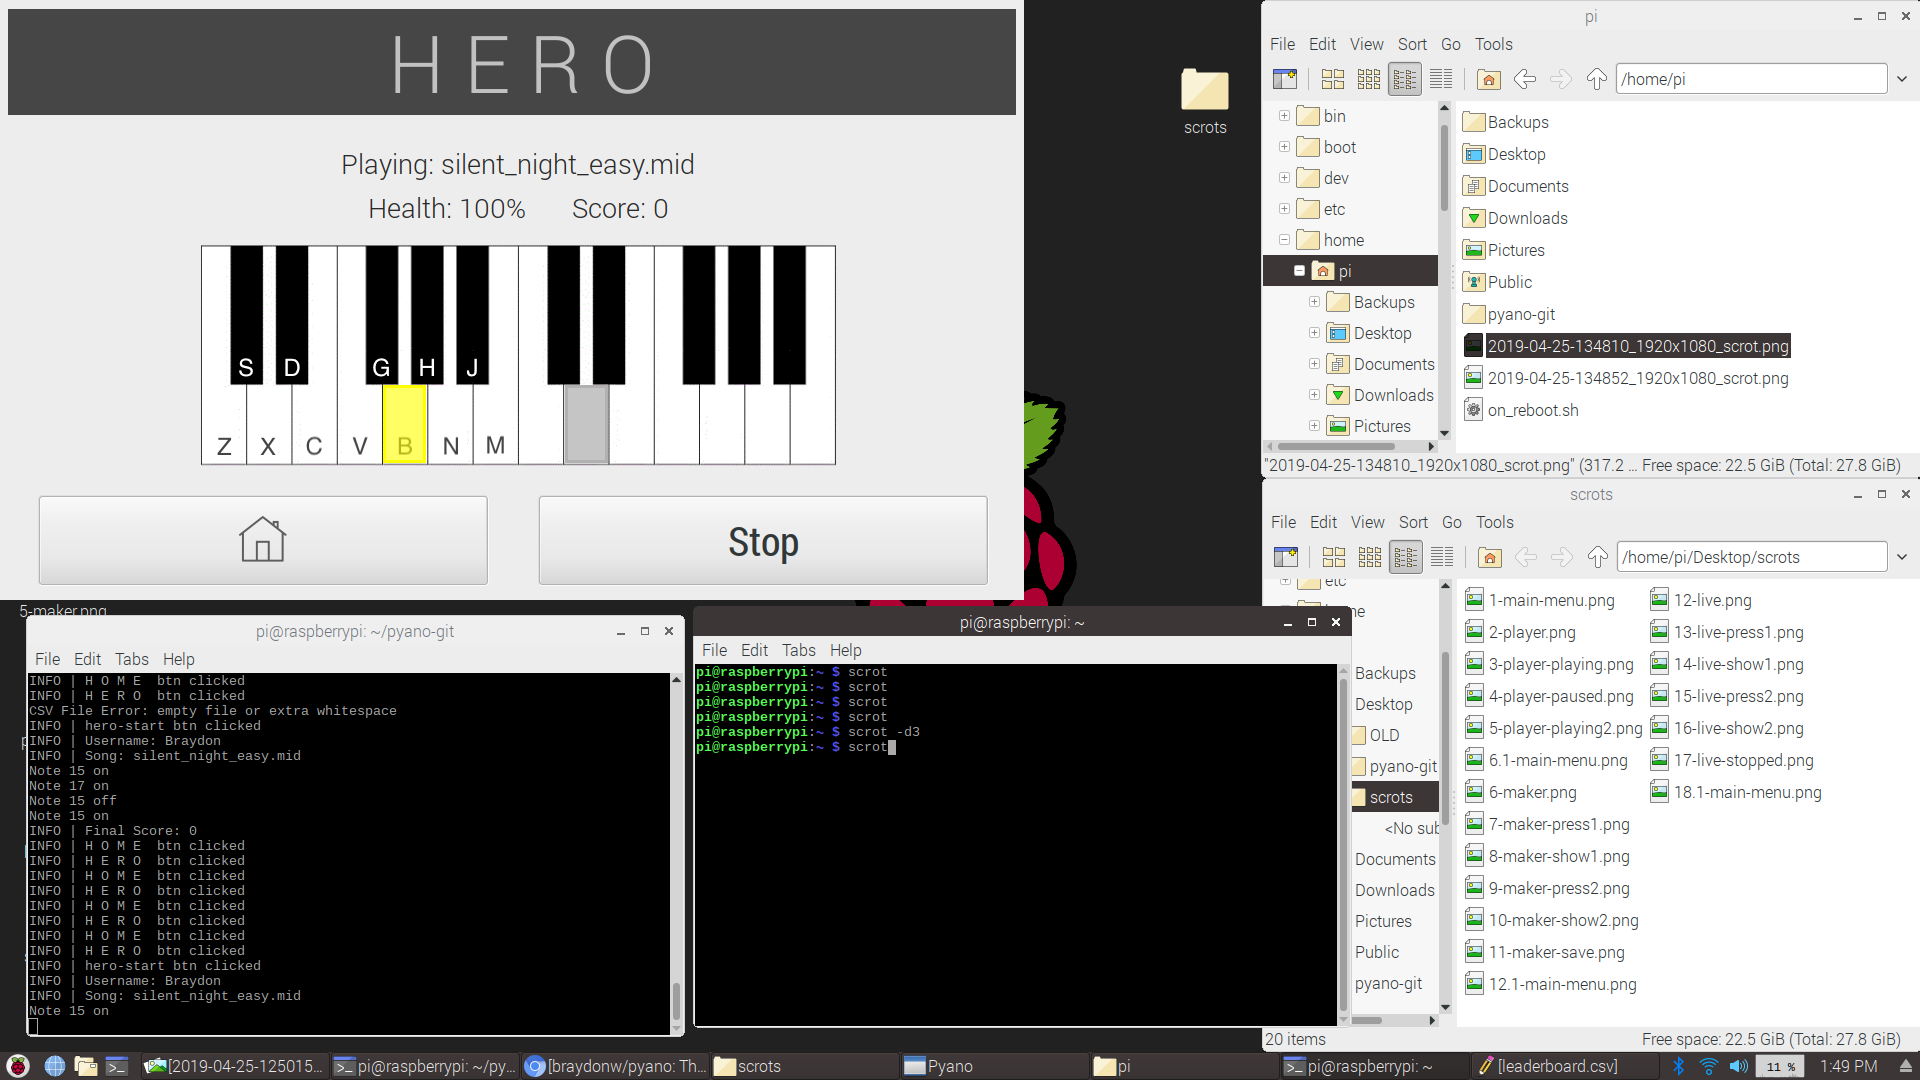 H E R O
Playing: silent_night_easy.mid
Health: 100% Score: 0
S D G H J
Z X C V B N M
Stop
scrots
pi
File Edit View Sort Go Tools
/home/pi
bin
boot
dev
etc
home
pi
Backups
Desktop
Documents
Downloads
Pictures
Backups
Desktop
Documents
Downloads
Pictures
Public
pyano-git
2019-04-25-134810_1920x1080_scrot.png
2019-04-25-134852_1920x1080_scrot.png
on_reboot.sh
"2019-04-25-134810_1920x1080_scrot.png" (317.2 ... Free space: 22.5 GiB (Total: 27.8 GiB)
scrots
File Edit View Sort Go Tools
/home/pi/Desktop/scrots
etc
Backups
Desktop
OLD
pyano-git
scrots
<No sub
Documents
Downloads
Pictures
Public
pyano-git
1-main-menu.png
2-player.png
3-player-playing.png
4-player-paused.png
5-player-playing2.png
6.1-main-menu.png
6-maker.png
7-maker-press1.png
8-maker-show1.png
9-maker-press2.png
10-maker-show2.png
11-maker-save.png
12.1-main-menu.png
12-live.png
13-live-press1.png
14-live-show1.png
15-live-press2.png
16-live-show2.png
17-live-stopped.png
18.1-main-menu.png
20 items Free space: 22.5 GiB (Total: 27.8 GiB)
5-maker.png
pi@raspberrypi: ~/pyano-git
File Edit Tabs Help
INFO | H O M E  btn clicked
INFO | H E R O  btn clicked
CSV File Error: empty file or extra whitespace
INFO | hero-start btn clicked
INFO | Username: Braydon
INFO | Song: silent_night_easy.mid
Note 15 on
Note 17 on
Note 15 off
Note 15 on
INFO | Final Score: 0
INFO | H O M E  btn clicked
INFO | H E R O  btn clicked
INFO | H O M E  btn clicked
INFO | H E R O  btn clicked
INFO | H O M E  btn clicked
INFO | H E R O  btn clicked
INFO | H O M E  btn clicked
INFO | H E R O  btn clicked
INFO | hero-start btn clicked
INFO | Username: Braydon
INFO | Song: silent_night_easy.mid
Note 15 on
pi@raspberrypi: ~
File Edit Tabs Help
pi@raspberrypi:~ $ scrot
pi@raspberrypi:~ $ scrot
pi@raspberrypi:~ $ scrot
pi@raspberrypi:~ $ scrot
pi@raspberrypi:~ $ scrot -d3
pi@raspberrypi:~ $ scrot
[2019-04-25-125015... pi@raspberrypi: ~/py... [braydonw/pyano: Th... scrots Pyano pi pi@raspberrypi: ~ [leaderboard.csv] 11 % 1:49 PM